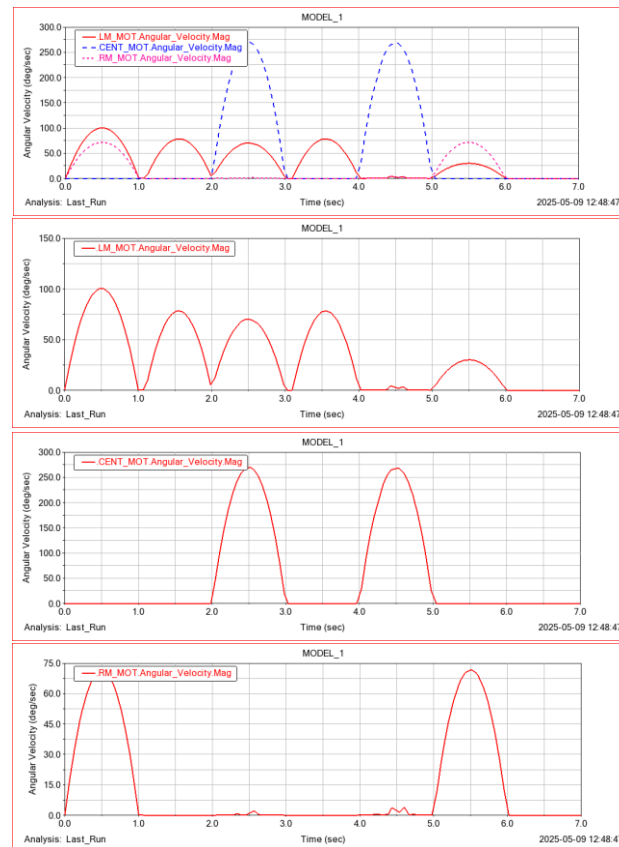 MODEL_1
300.0
LM_MOT.Angular_Velocity.Mag
CENT_MOT.Angular_Velocity.Mag
RM_MOT.Angular_Velocity.Mag
250.0
200.0
150.0
100.0
50.0
0.0
Angular Velocity (deg/sec)
0.0 1.0 2.0 3.0 4.0 5.0 6.0 7.0
Analysis: Last_Run Time (sec) 2025-05-09 12:48:47
MODEL_1
150.0
LM_MOT.Angular_Velocity.Mag
100.0
50.0
0.0
Angular Velocity (deg/sec)
0.0 1.0 2.0 3.0 4.0 5.0 6.0 7.0
Analysis: Last_Run Time (sec) 2025-05-09 12:48:47
MODEL_1
300.0
CENT_MOT.Angular_Velocity.Mag
250.0
200.0
150.0
100.0
50.0
0.0
Angular Velocity (deg/sec)
0.0 1.0 2.0 3.0 4.0 5.0 6.0 7.0
Analysis: Last_Run Time (sec) 2025-05-09 12:48:47
MODEL_1
75.0
RM_MOT.Angular_Velocity.Mag
60.0
45.0
30.0
15.0
0.0
Angular Velocity (deg/sec)
0.0 1.0 2.0 3.0 4.0 5.0 6.0 7.0
Analysis: Last_Run Time (sec) 2025-05-09 12:48:47